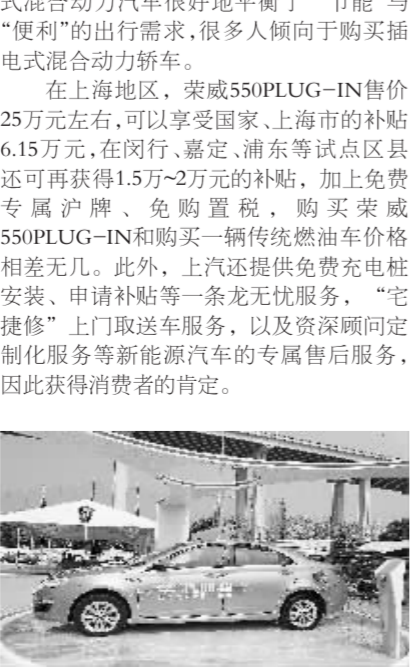 式混合动力汽车很好地平衡了“节能”与
“便利”的出行需求,很多人倾向于购买插
电式混合动力轿车。
在上海地区，荣威550PLUG-IN售价
25万元左右,可以享受国家、上海市的补贴
6.15万元,在闵行、嘉定、浦东等试点区县
还可再获得1.5万~2万元的补贴，加上免费
专属沪牌、免购置税，购买荣威
550PLUG-IN和购买一辆传统燃油车价格
相差无几。此外，上汽还提供免费充电桩
安装、申请补贴等一条龙无忧服务，“宅
捷修”上门取送车服务，以及资深顾问定
制化服务等新能源汽车的专属售后服务，
因此获得消费者的肯定。